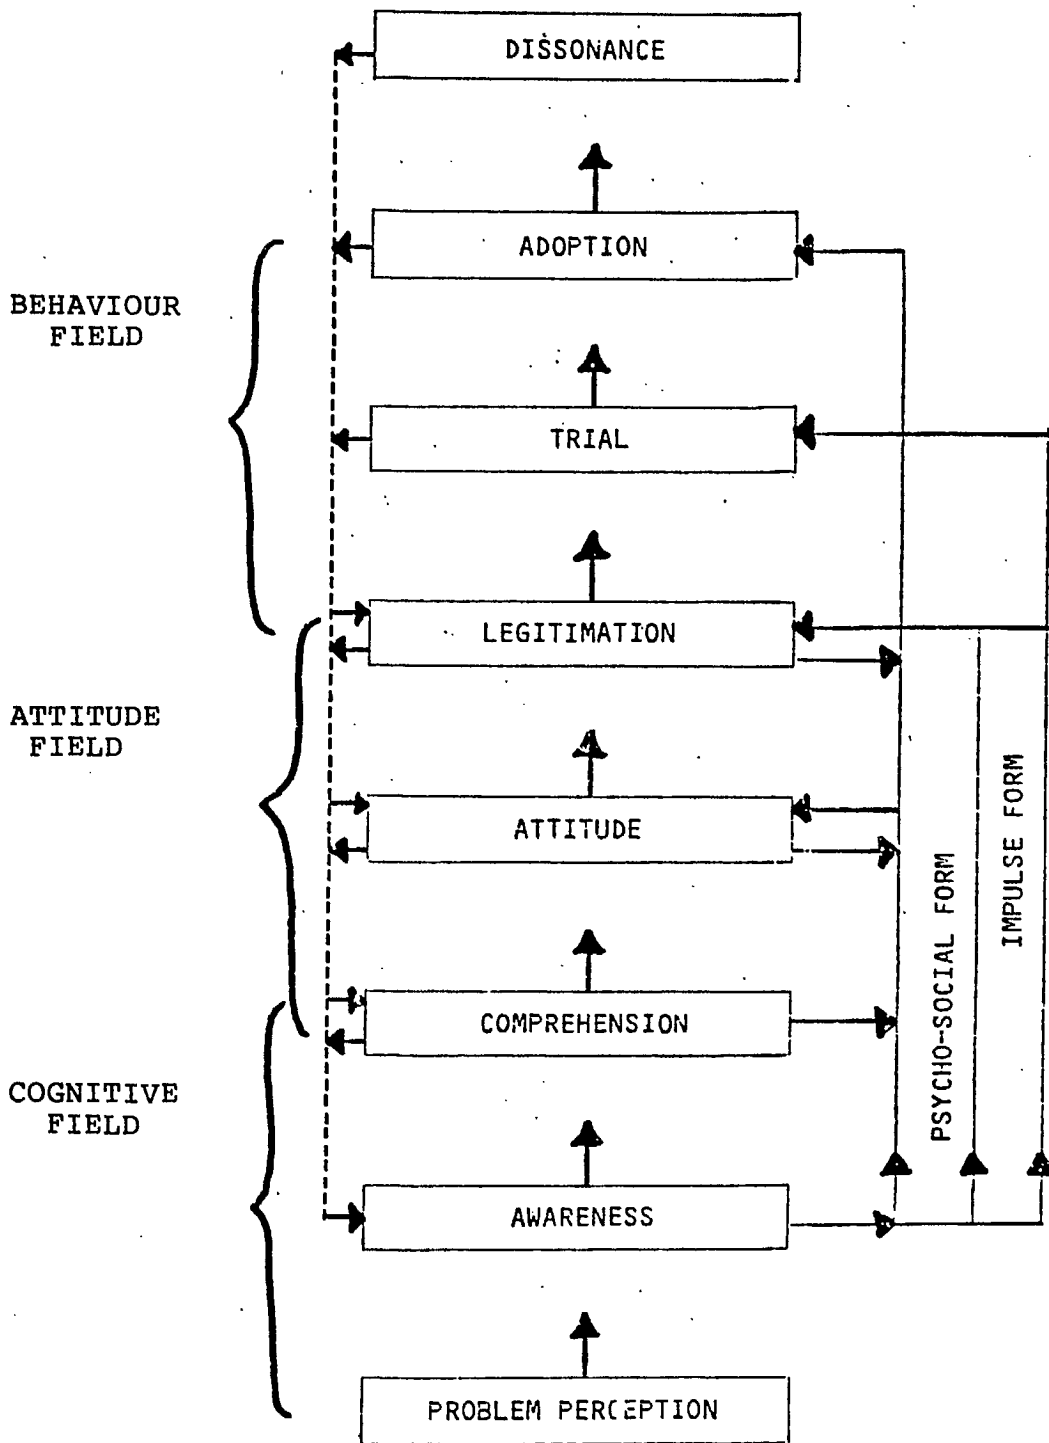 DISSONANCE
ADOPTION
BEHAVIOUR
FIELD
TRIAL
LEGITIMATION
ATTITUDE
FIELD
ATTITUDE
PSYCHO-SOCIAL FORM
IMPULSE FORM
COMPREHENSION
COGNITIVE
FIELD
AWARENESS
PROBLEM PERCEPTION